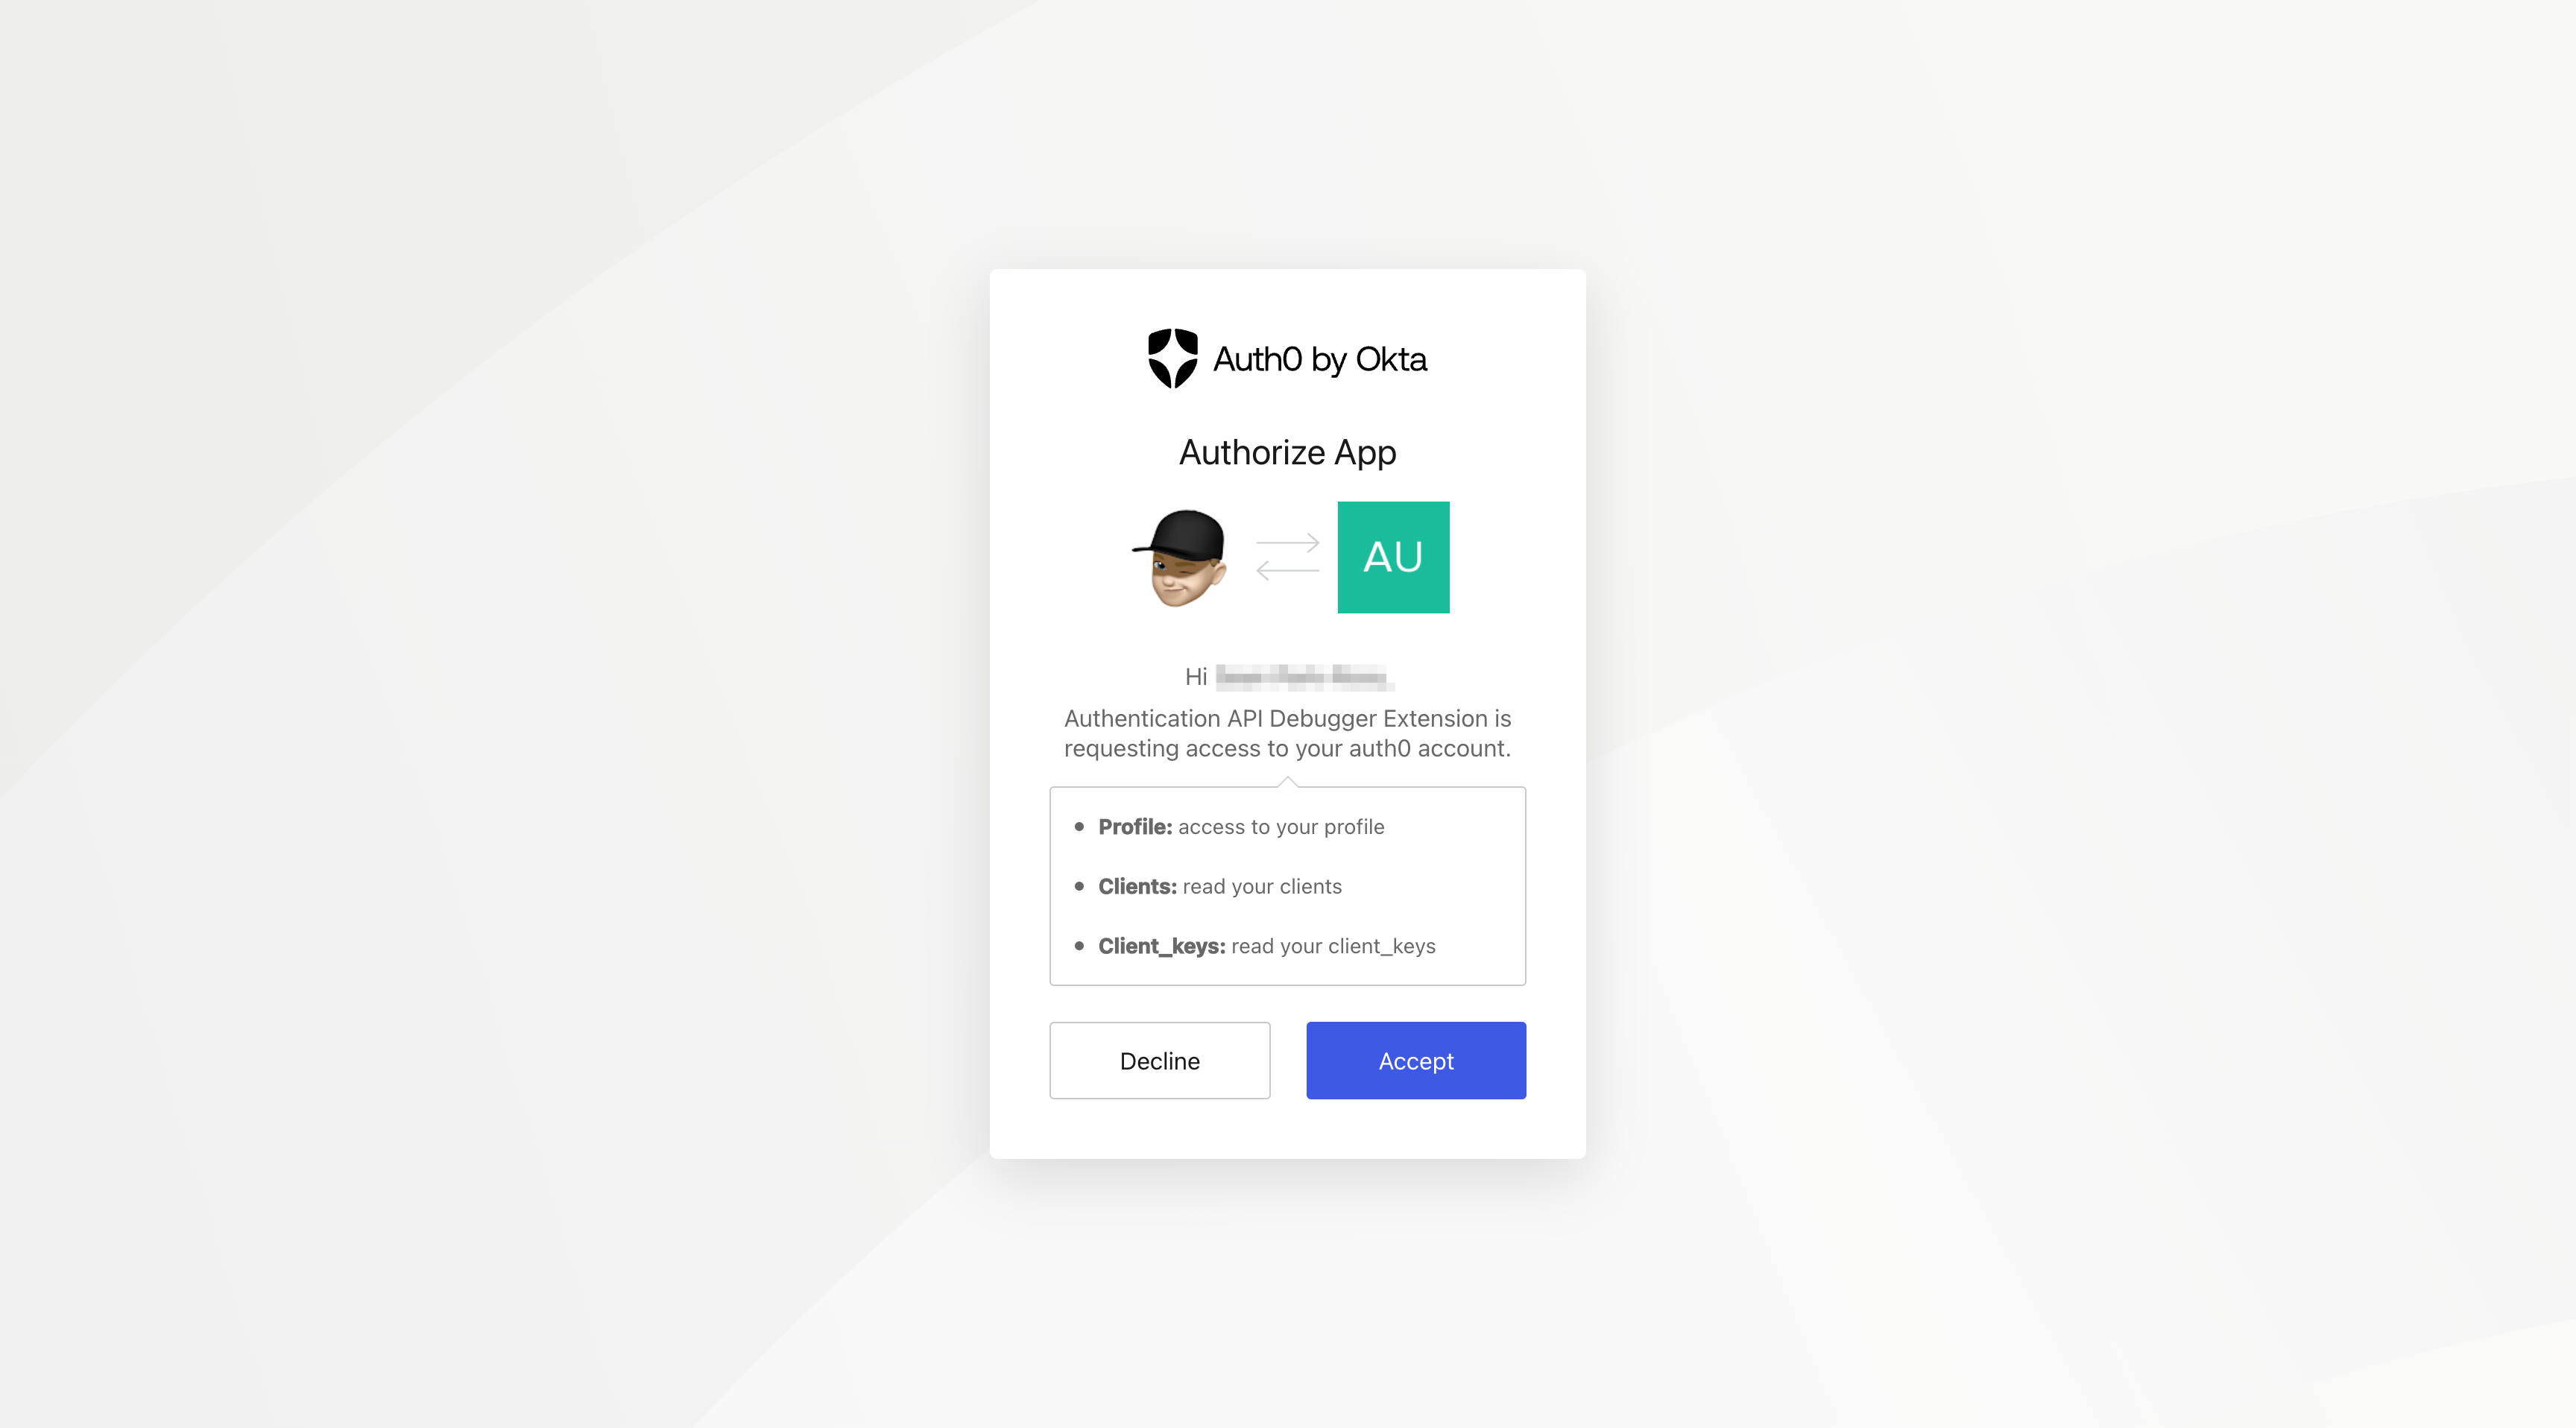 Auth0 by Okta
Authorize App
AU
Hi
Authentication API Debugger Extension is
requesting access to your auth0 account.
Profile: access to your profile
Clients: read your clients
Client_keys: read your client_keys
Decline
Accept